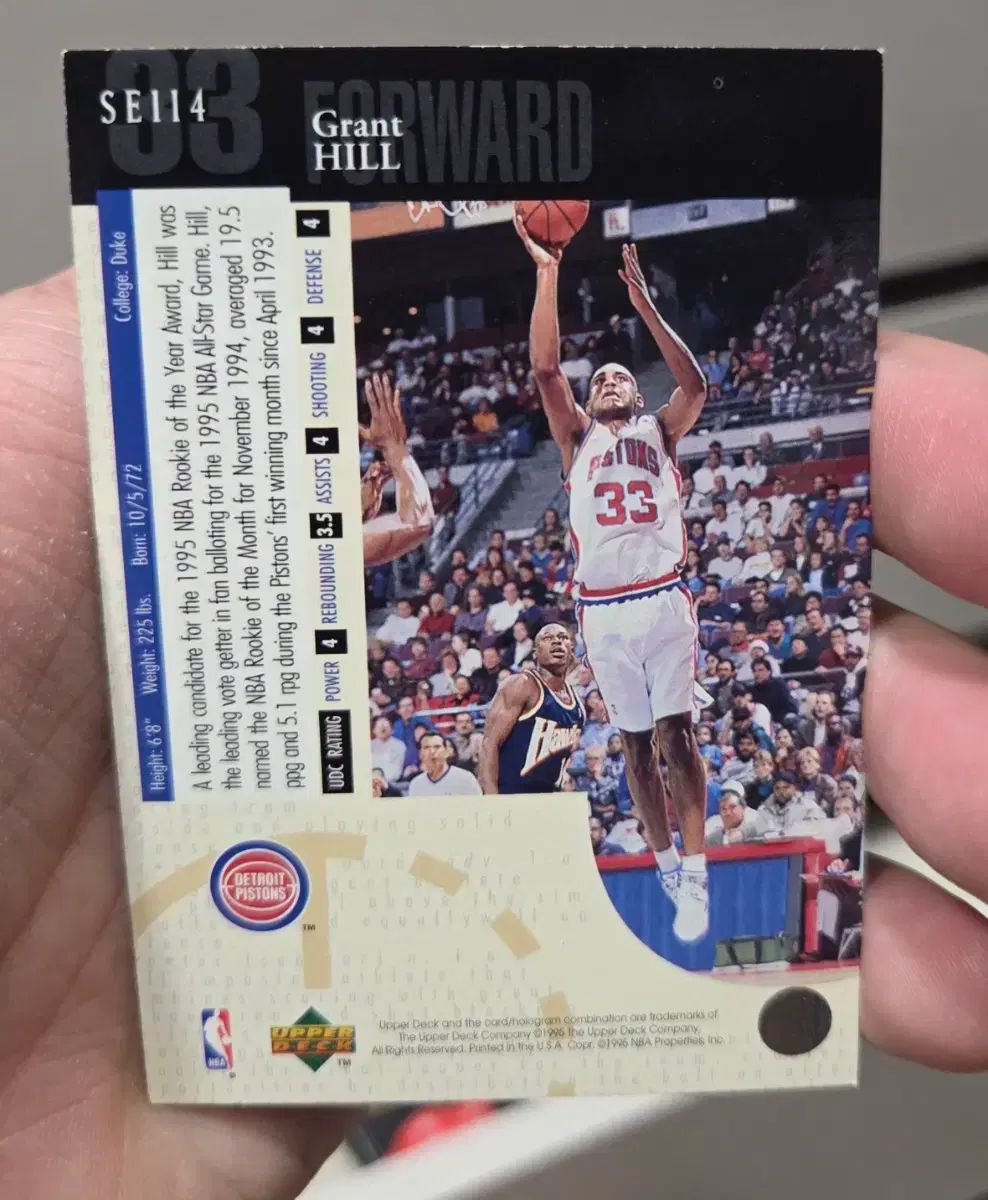 33
SE114
FORWARD
Grant
HILL
Height: 6'8" Weight: 225 lbs. Born: 10/5/72 College: Duke
A leading candidate for the 1995 NBA Rookie of the Year Award, Hill was
the leading vote getter in fan balloting for the 1995 NBA All-Star Game. Hill,
named the NBA Rookie of the Month for November 1994, averaged 19.5
ppg and 5.1 rpg during the Pistons' first winning month since April 1993.
UDC RATING POWER 4 REBOUNDING 3.5 ASSISTS 4 SHOOTING 4 DEFENSE 4
PISTONS
33
Hawks
DETROIT
PISTONS
TM
NBA
®
UPPER
DECK
TM
Upper Deck and the card/hologram combination are trademarks of
The Upper Deck Company. ©1995 The Upper Deck Company.
All Rights Reserved. Printed in the U.S.A. Copr. ©1995 NBA Properties, Inc.